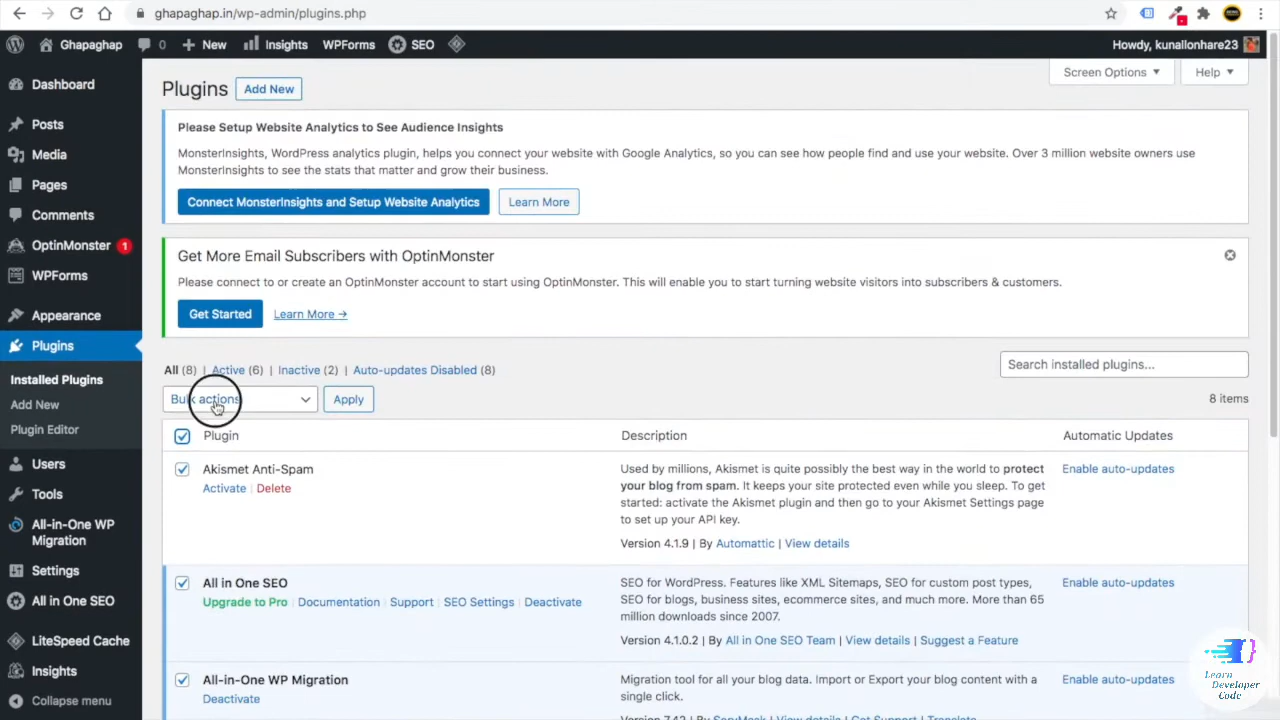 ghapaghap.in/wp-admin/plugins.php
Ghapaghap
0
New
Insights
WPForms
SEO
Howdy, kunallonhare23
Dashboard
Posts
Media
Pages
Comments
OptinMonster 1
WPForms
Appearance
Plugins
Installed Plugins
Add New
Plugin Editor
Users
Tools
All-in-One WP
Migration
Settings
All in One SEO
LiteSpeed Cache
Insights
Collapse menu
Screen Options
Help
Plugins
Add New
Please Setup Website Analytics to See Audience Insights
MonsterInsights, WordPress analytics plugin, helps you connect your website with Google Analytics, so you can see how people find and use your website. Over 3 million website owners use
MonsterInsights to see the stats that matter and grow their business.
Connect MonsterInsights and Setup Website Analytics
Learn More
Get More Email Subscribers with OptinMonster
Please connect to or create an OptinMonster account to start using OptinMonster. This will enable you to start turning website visitors into subscribers & customers.
Get Started
Learn More →
All (8) | Active (6) | Inactive (2) | Auto-updates Disabled (8)
Search installed plugins...
Bulk actions
Apply
8 items
Plugin
Description
Automatic Updates
Akismet Anti-Spam
Activate | Delete
Used by millions, Akismet is quite possibly the best way in the world to protect
your blog from spam. It keeps your site protected even while you sleep. To get
started: activate the Akismet plugin and then go to your Akismet Settings page
to set up your API key.
Version 4.1.9 | By Automattic | View details
Enable auto-updates
All in One SEO
Upgrade to Pro | Documentation | Support | SEO Settings | Deactivate
SEO for WordPress. Features like XML Sitemaps, SEO for custom post types,
SEO for blogs, business sites, ecommerce sites, and much more. More than 65
million downloads since 2007.
Version 4.1.0.2 | By All in One SEO Team | View details | Suggest a Feature
Enable auto-updates
All-in-One WP Migration
Deactivate
Migration tool for all your blog data. Import or Export your blog content with a
single click.
Version 7.42 | By ServMask | View details | Get Support | Translate
Enable auto-updates
Learn
Developer
Code